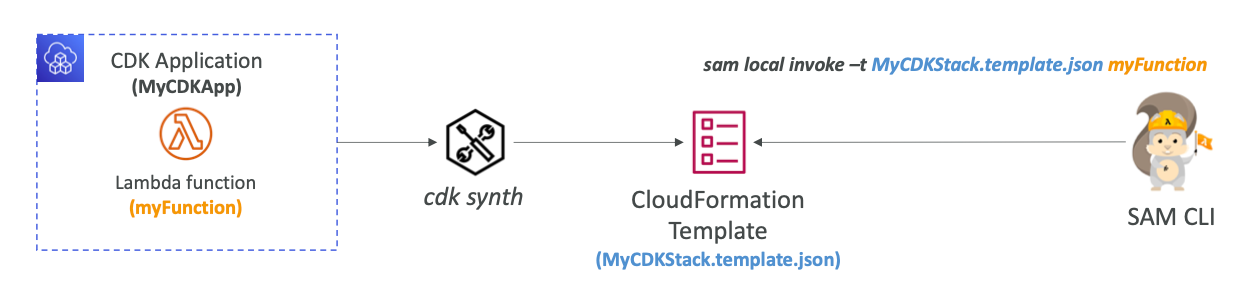 CDK Application
(MyCDKApp)
Lambda function
(myFunction)
cdk synth
CloudFormation
Template
(MyCDKStack.template.json)
sam local invoke –t MyCDKStack.template.json myFunction
SAM CLI